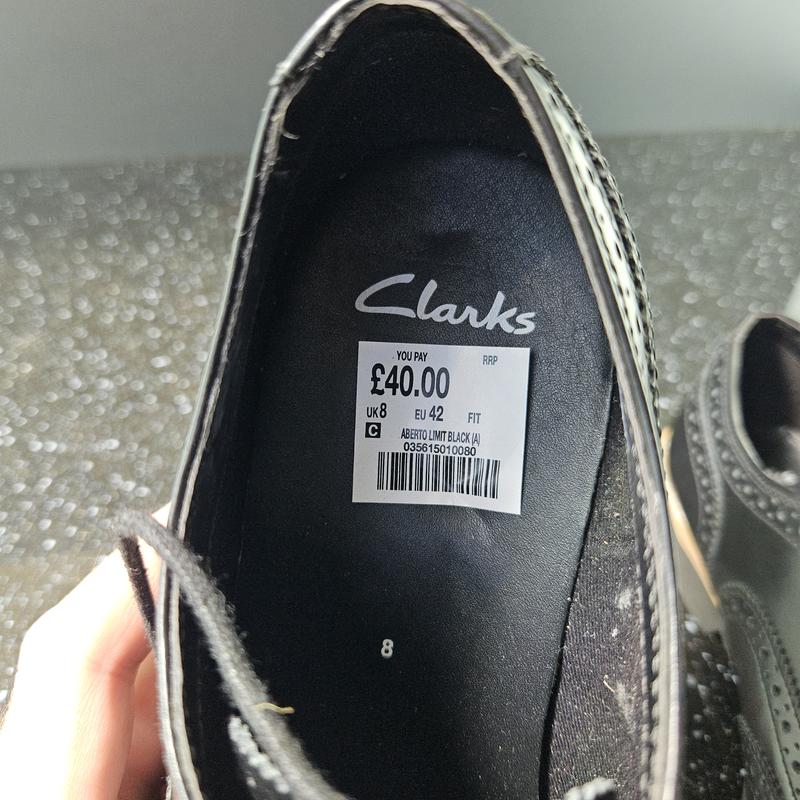 Clarks
YOU PAY RRP
£40.00
UK 8 EU 42 FIT
C ABERTO LIMIT BLACK (A)
035615010080
8